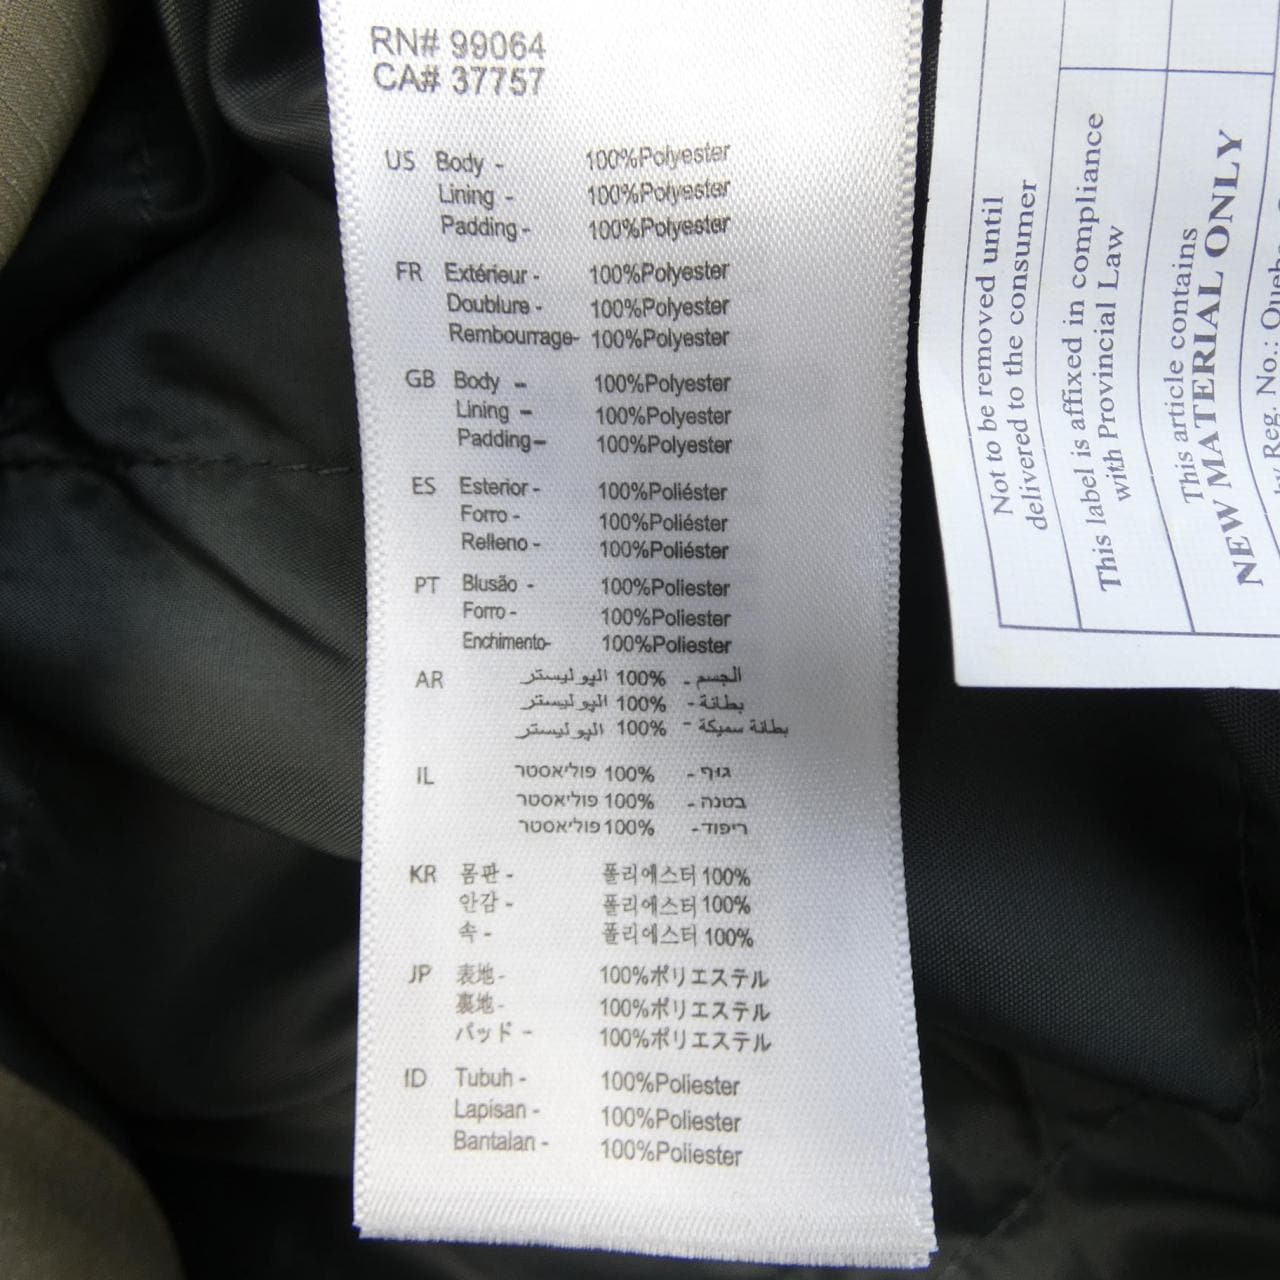 RN# 99064
CA# 37757
US Body - 100%Polyester
Lining - 100%Polyester
Padding - 100%Polyester
FR Extérieur - 100%Polyester
Doublure - 100%Polyester
Rembourrage- 100%Polyester
GB Body - 100%Polyester
Lining - 100%Polyester
Padding- 100%Polyester
ES Esterior - 100%Poliéster
Forro - 100%Poliéster
Relleno - 100%Poliéster
PT Blusão - 100%Poliester
Forro - 100%Poliester
Enchimento- 100%Poliester
AR الجسم - 100% اليوليستر
بطانة - 100% اليوليستر
بطانة سميكة - 100% اليوليستر
IL גוף - 100% פוליאסטר
בטנה - 100% פוליאסטר
ריפוד - 100% פוליאסטר
KR 몸판 - 폴리에스터 100%
안감 - 폴리에스터 100%
속 - 폴리에스터 100%
JP 表地 - 100%ポリエステル
裏地 - 100%ポリエステル
パッド - 100%ポリエステル
ID Tubuh - 100%Poliester
Lapisan - 100%Poliester
Bantalan - 100%Poliester
Not to be removed until
delivered to the consumer
This label is affixed in compliance
with Provincial Law
This article contains
NEW MATERIAL ONLY
Reg. No.: